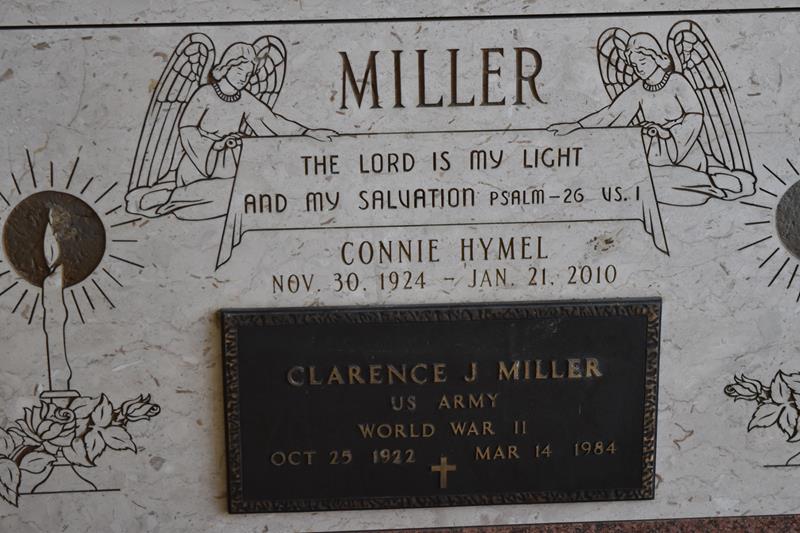 MILLER
THE LORD IS MY LIGHT
AND MY SALVATION PSALM-26 VS. 1
CONNIE HYMEL
NOV. 30. 1924 - JAN. 21. 2010
CLARENCE J MILLER
US ARMY
WORLD WAR II
OCT 25 1922 MAR 14 1984